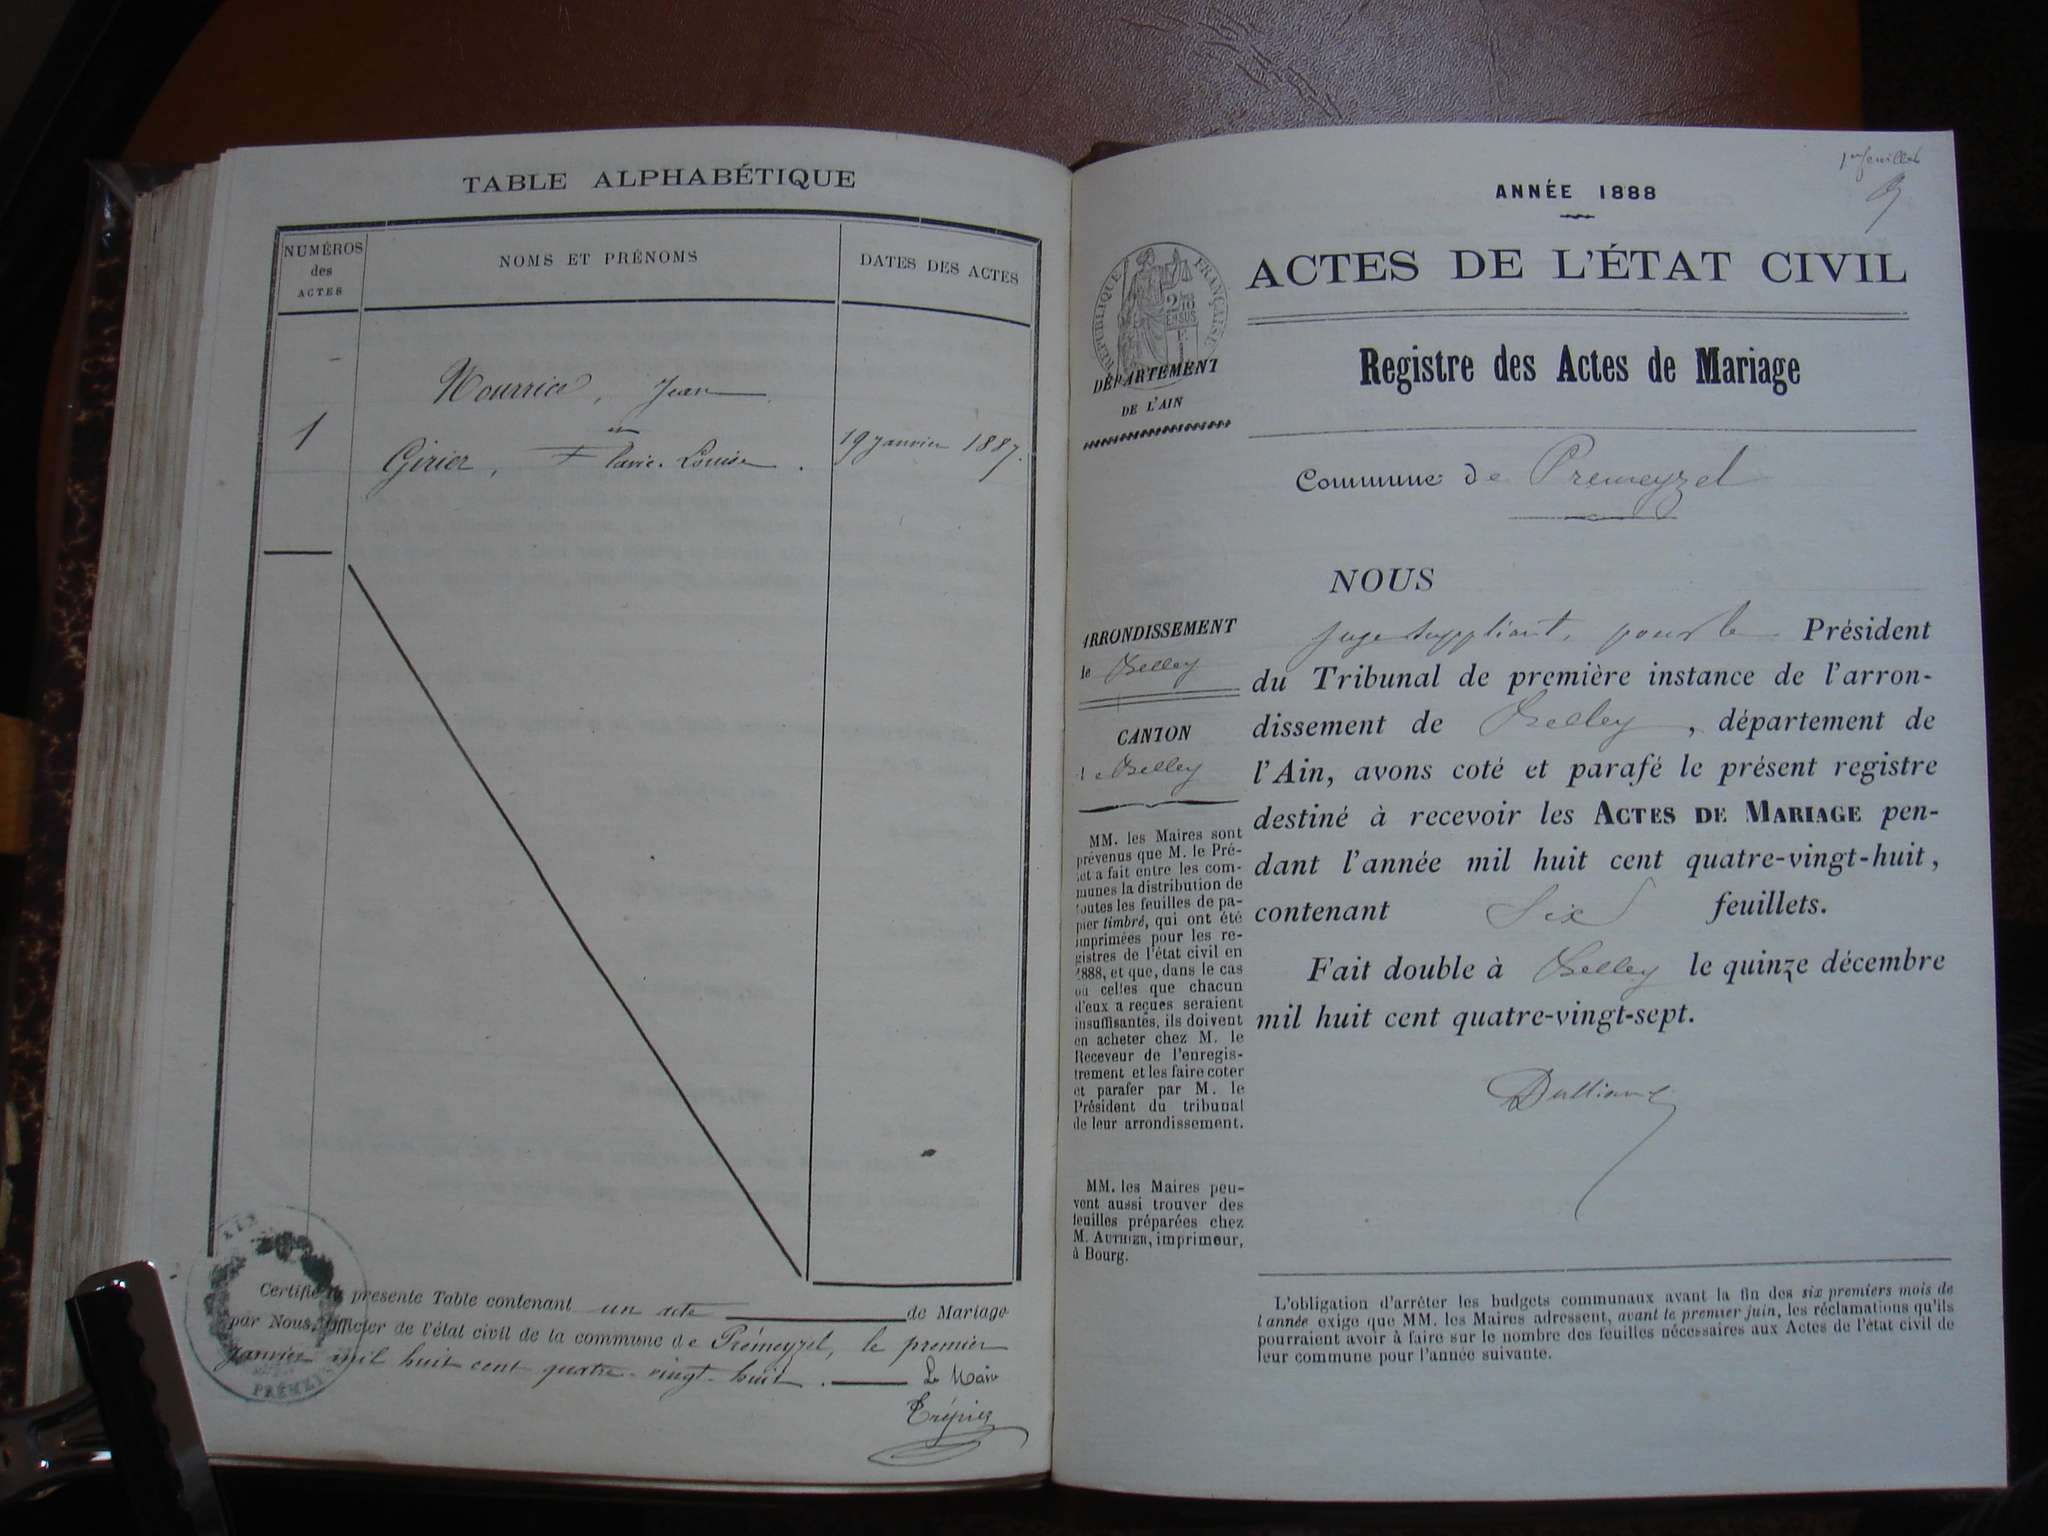 TABLE ALPHABÉTIQUE
NUMÉROS
des
ACTES
NOMS ET PRÉNOMS
DATES DES ACTES
Nourrice, Jean
1
et
Girier, Flavie-Louise.
19 Janvier 1887.
Certifié la présente Table contenant un acte de Mariage
par Nous, Officier de l'état civil de la commune de Prémeyzel, le premier
Janvier mil huit cent quatre-vingt-huit.
Le Maire
Trépier
AIN
PRÉMEY
1er feuillet
ANNÉE 1888
RÉPUBLIQUE FRANÇAISE
ACTES DE L'ÉTAT CIVIL
DÉPARTEMENT
DE L'AIN
Registre des Actes de Mariage
Commune de Premeyzel
NOUS
Juge suppléant, pour le Président
du Tribunal de première instance de l'arron-
dissement de Belley, département de
l'Ain, avons coté et parafé le présent registre
destiné à recevoir les ACTES DE MARIAGE pen-
dant l'année mil huit cent quatre-vingt-huit,
contenant Six feuillets.
Fait double à Belley le quinze décembre
mil huit cent quatre-vingt-sept.
ARRONDISSEMENT
de Belley
CANTON
de Belley
MM. les Maires sont
prévenus que M. le Pré-
fet a fait entre les com-
munes la distribution de
toutes les feuilles de pa-
pier timbré, qui ont été
imprimées pour les re-
gistres de l'état civil en
1888, et que, dans le cas
où celles que chacun
d'eux a reçues seraient
insuffisantes, ils doivent
en acheter chez M. le
Receveur de l'enregis-
trement et les faire coter
et parafer par M. le
Président du tribunal
de leur arrondissement.
MM. les Maires peu-
vent aussi trouver des
feuilles préparées chez
M. AUTHIER, imprimeur,
à Bourg.
L'obligation d'arrêter les budgets communaux avant la fin des six premiers mois de
l'année exige que MM. les Maires adressent, avant le premier juin, les réclamations qu'ils
pourraient avoir à faire sur le nombre des feuilles nécessaires aux Actes de l'état civil de
leur commune pour l'année suivante.